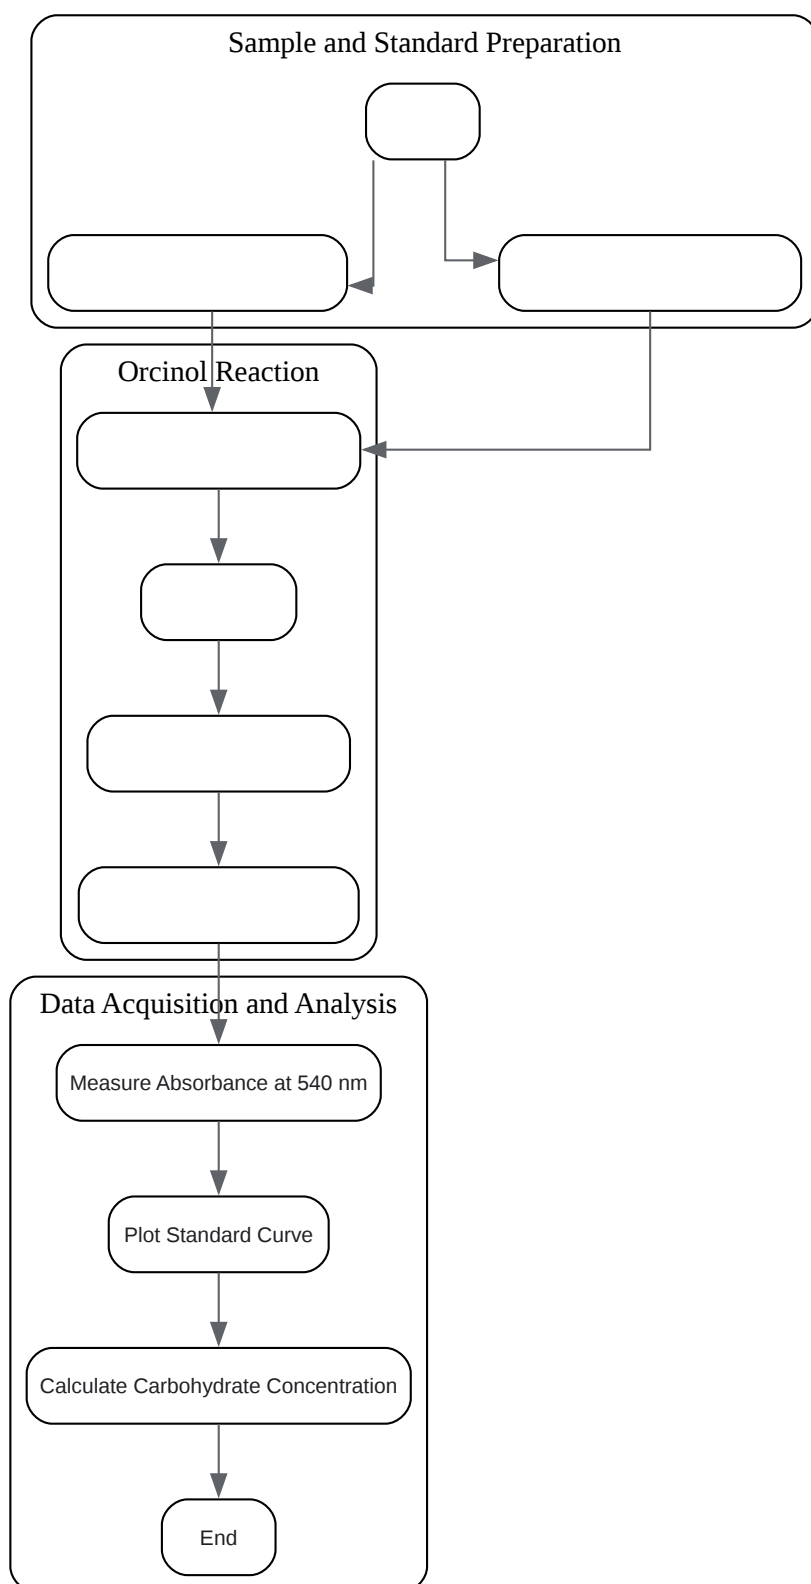 Sample and Standard Preparation
Orcinol Reaction
Data Acquisition and Analysis
Measure Absorbance at 540 nm
Plot Standard Curve
Calculate Carbohydrate Concentration
End